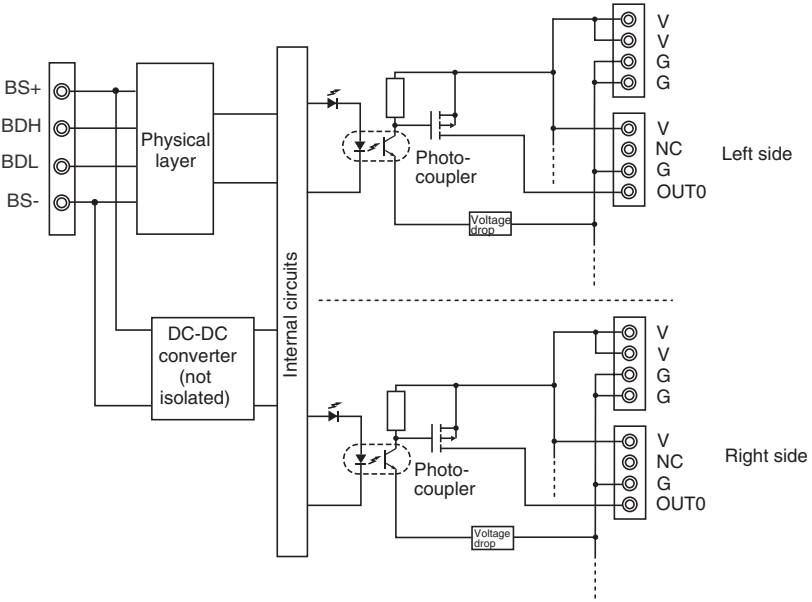 BS+
BDH
BDL
BS-
Physical
layer
DC-DC
converter
(not
isolated)
Internal circuits
Photo-
coupler
Voltage
drop
V
V
G
G
V
NC
G
OUT0
Left side
Photo-
coupler
Voltage
drop
V
V
G
G
V
NC
G
OUT0
Right side